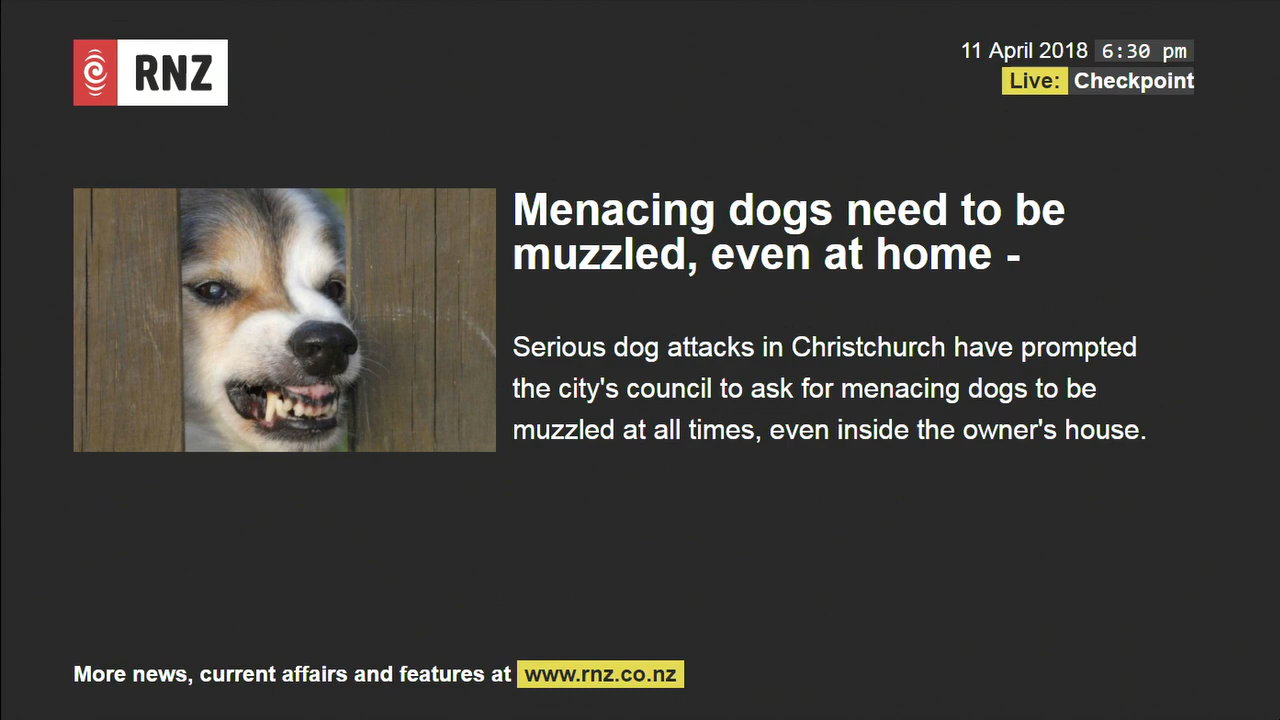 RNZ
11 April 2018 6:30 pm
Live: Checkpoint
Menacing dogs need to be
muzzled, even at home -
Serious dog attacks in Christchurch have prompted
the city's council to ask for menacing dogs to be
muzzled at all times, even inside the owner's house.
More news, current affairs and features at www.rnz.co.nz